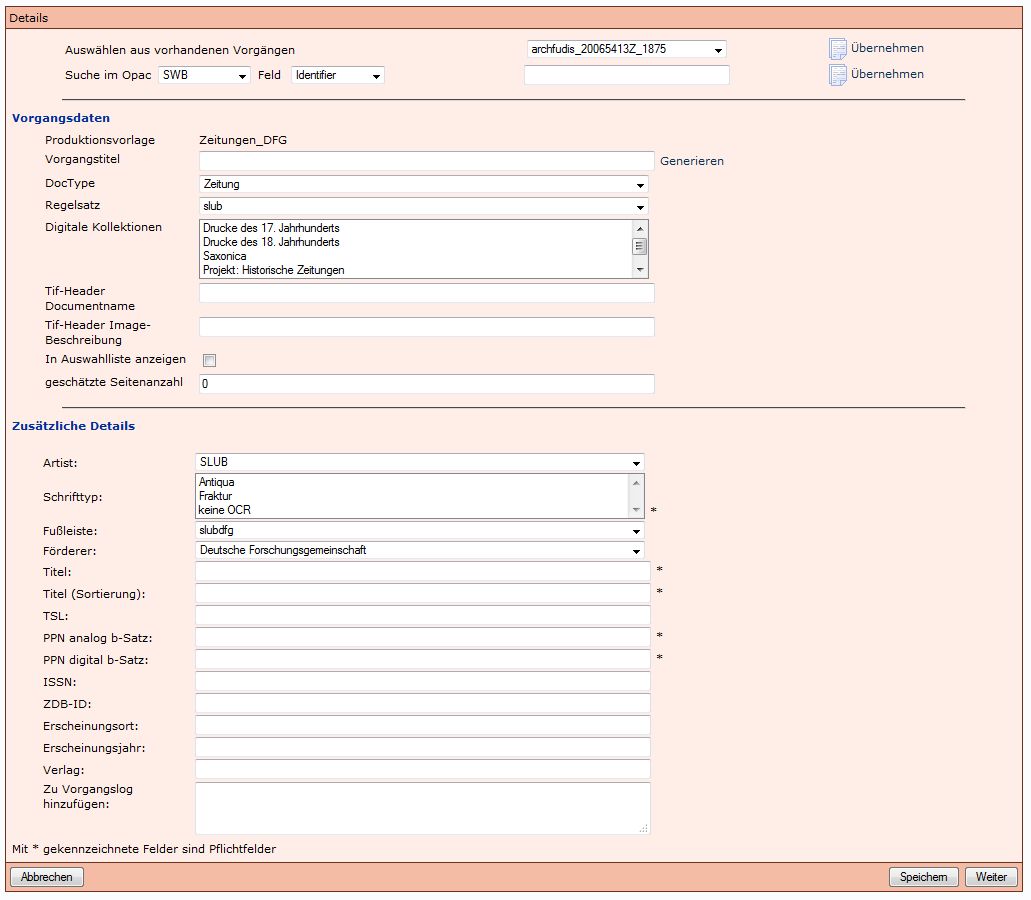 Details
Auswählen aus vorhandenen Vorgängen archfudis_20065413Z_1875 Übernehmen
Suche im Opac SWB Feld Identifier Übernehmen
Vorgangsdaten
Produktionsvorlage Zeitungen_DFG
Vorgangstitel Generieren
DocType Zeitung
Regelsatz slub
Digitale Kollektionen Drucke des 17. Jahrhunderts
Drucke des 18. Jahrhunderts
Saxonica
Projekt: Historische Zeitungen
Tif-Header
Documentname
Tif-Header Image-
Beschreibung
In Auswahlliste anzeigen
geschätzte Seitenanzahl 0
Zusätzliche Details
Artist: SLUB
Schrifttyp: Antiqua
Fraktur
keine OCR *
Fußleiste: slubdfg
Förderer: Deutsche Forschungsgemeinschaft
Titel: *
Titel (Sortierung): *
TSL:
PPN analog b-Satz: *
PPN digital b-Satz: *
ISSN:
ZDB-ID:
Erscheinungsort:
Erscheinungsjahr:
Verlag:
Zu Vorgangslog
hinzufügen:
Mit * gekennzeichnete Felder sind Pflichtfelder
Abbrechen Speichern Weiter